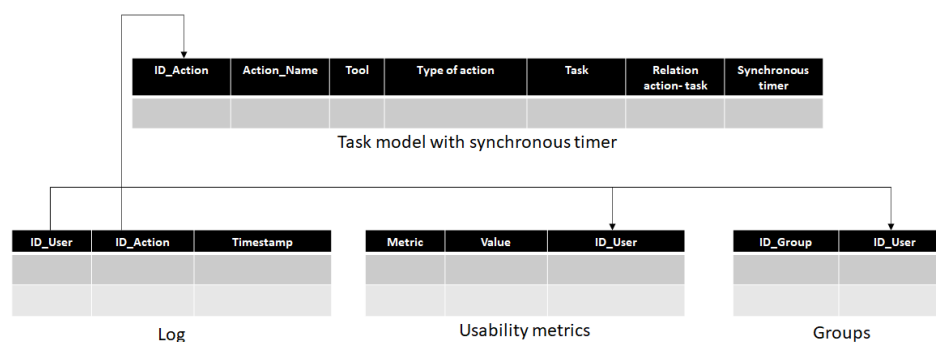 ID_Action Action_Name Tool Type of action Task Relation action- task Synchronous timer
Task model with synchronous timer
ID_User ID_Action Timestamp
Log
Metric Value ID_User
Usability metrics
ID_Group ID_User
Groups